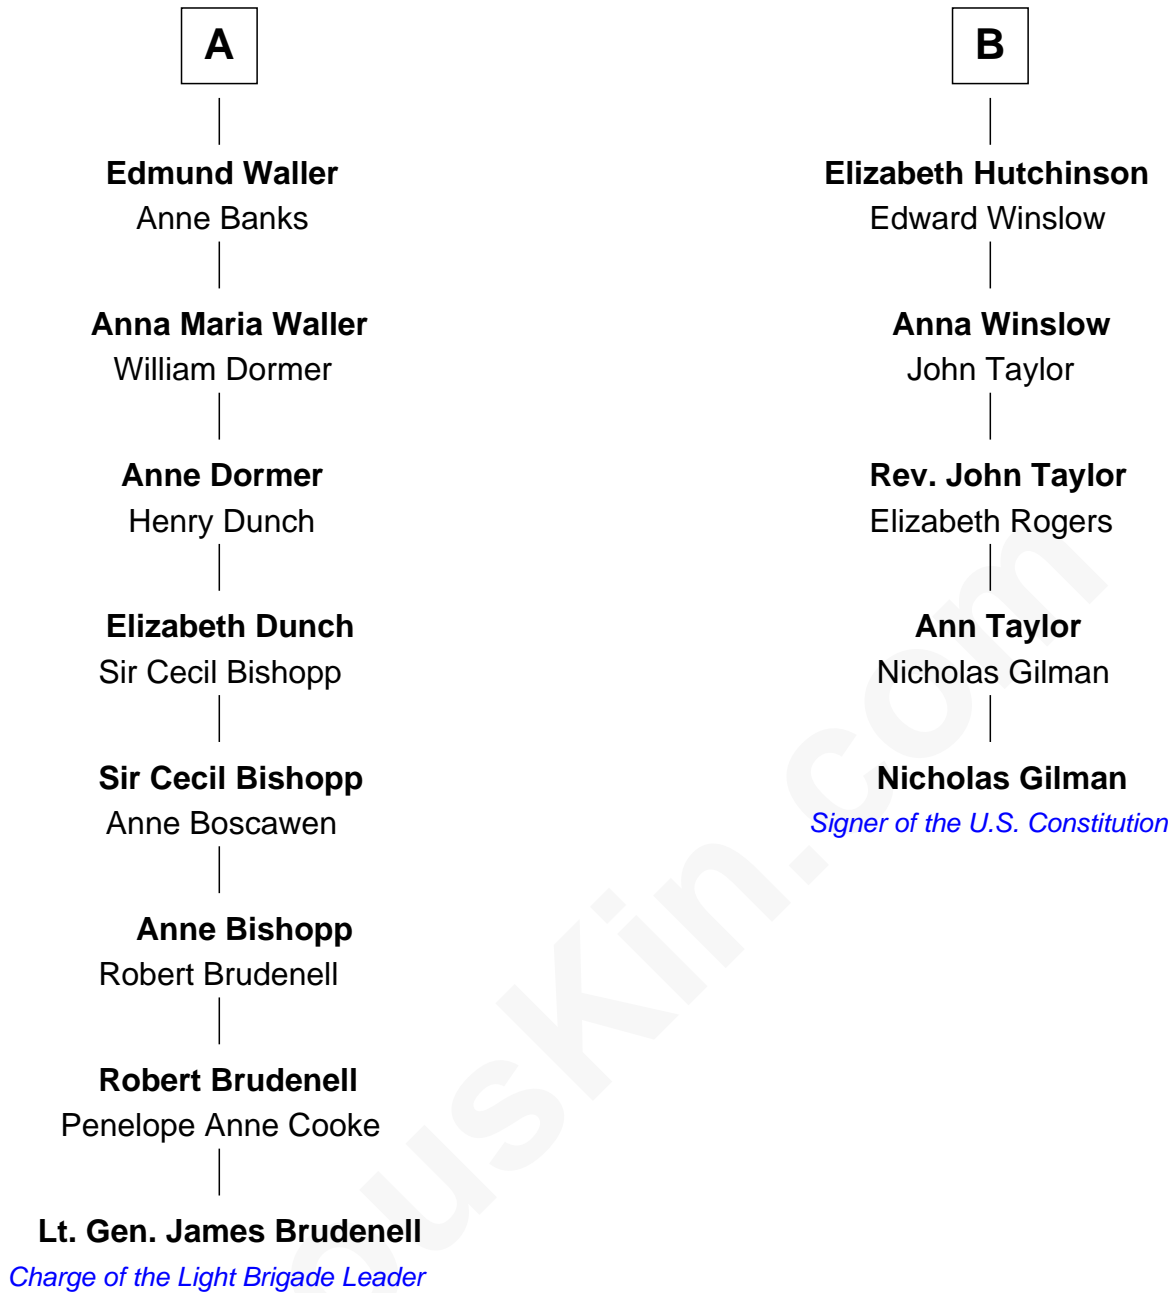 A
Edmund Waller
Anne Banks
Anna Maria Waller
William Dormer
Anne Dormer
Henry Dunch
Elizabeth Dunch
Sir Cecil Bishopp
Sir Cecil Bishopp
Anne Boscawen
Anne Bishopp
Robert Brudenell
Robert Brudenell
Penelope Anne Cooke
Lt. Gen. James Brudenell
Charge of the Light Brigade Leader
B
Elizabeth Hutchinson
Edward Winslow
Anna Winslow
John Taylor
Rev. John Taylor
Elizabeth Rogers
Ann Taylor
Nicholas Gilman
Nicholas Gilman
Signer of the U.S. Constitution
ousKin.com